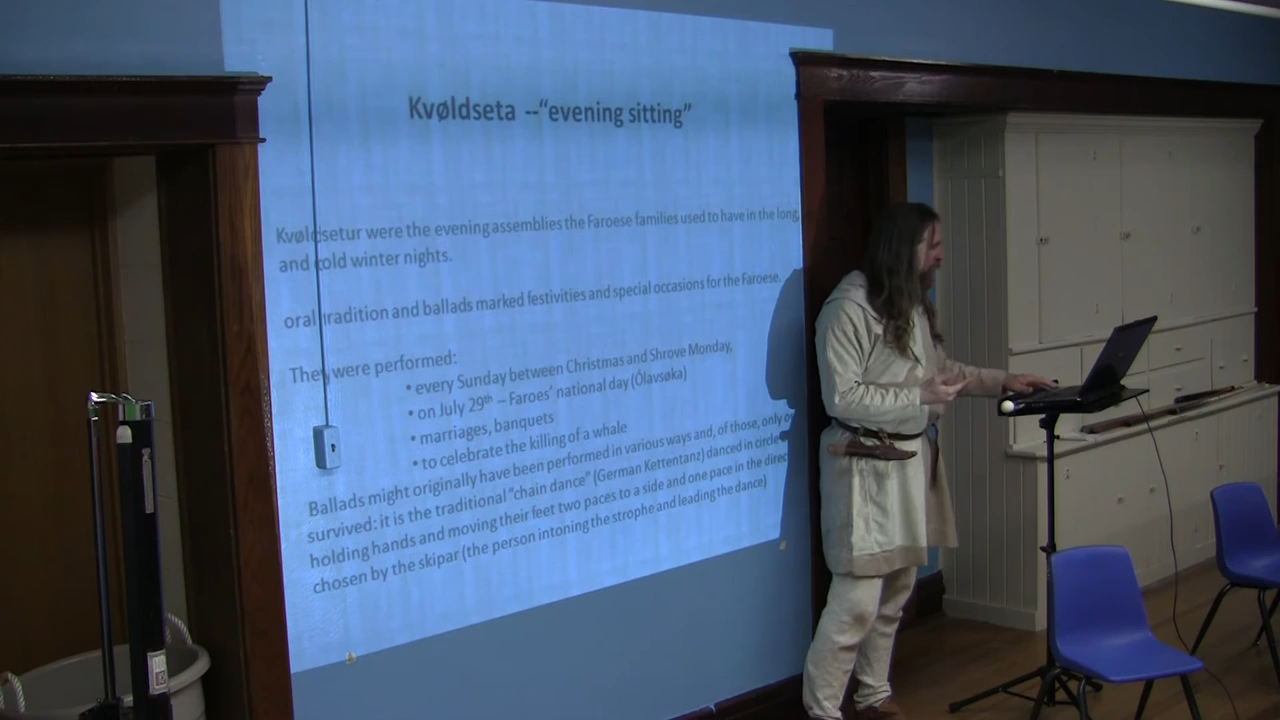 Kvøldseta --“evening sitting”
Kvøldsetur were the evening assemblies the Faroese families used to have in the long,
and cold winter nights.
oral tradition and ballads marked festivities and special occasions for the Faroese.
They were performed:
• every Sunday between Christmas and Shrove Monday,
• on July 29th – Faroes’ national day (Ólavsøka)
• marriages, banquets
• to celebrate the killing of a whale
Ballads might originally have been performed in various ways and, of those, only
survived: it is the traditional “chain dance” (German Kettentanz) danced in circle
holding hands and moving their feet two paces to a side and one pace in the
chosen by the skipar (the person intoning the strophe and leading the dance)